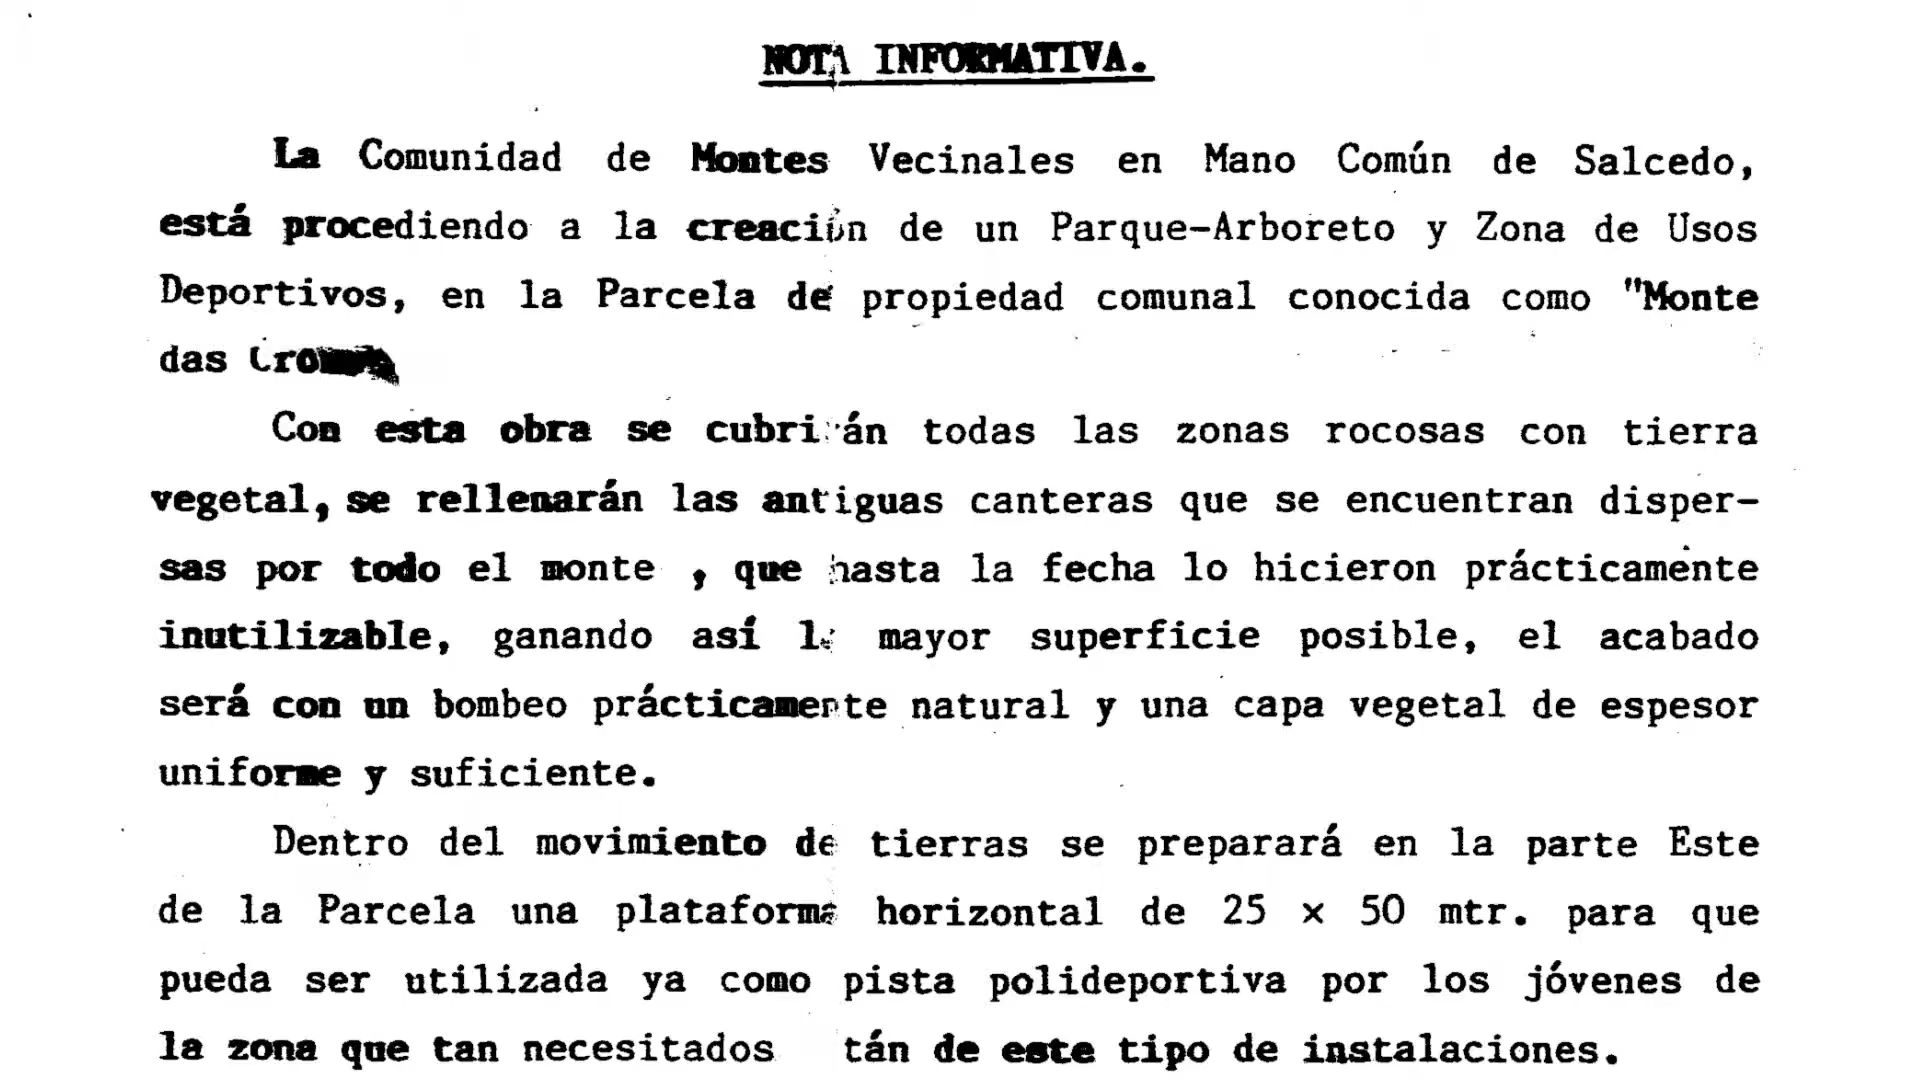 NOTA INFORMATIVA.
La Comunidad de Montes Vecinales en Mano Común de Salcedo,
está procediendo a la creación de un Parque-Arboreto y Zona de Usos
Deportivos, en la Parcela de propiedad comunal conocida como "Monte
das
Con esta obra se cubrirán todas las zonas rocosas con tierra
vegetal, se rellenarán las antiguas canteras que se encuentran disper-
sas por todo el monte , que hasta la fecha lo hicieron prácticamente
inutilizable, ganando así la mayor superficie posible, el acabado
será con un bombeo prácticamente natural y una capa vegetal de espesor
uniforme y suficiente.
Dentro del movimiento de tierras se preparará en la parte Este
de la Parcela una plataforma horizontal de 25 x 50 mtr. para que
pueda ser utilizada ya como pista polideportiva por los jóvenes de
la zona que tan necesitados tán de este tipo de instalaciones.